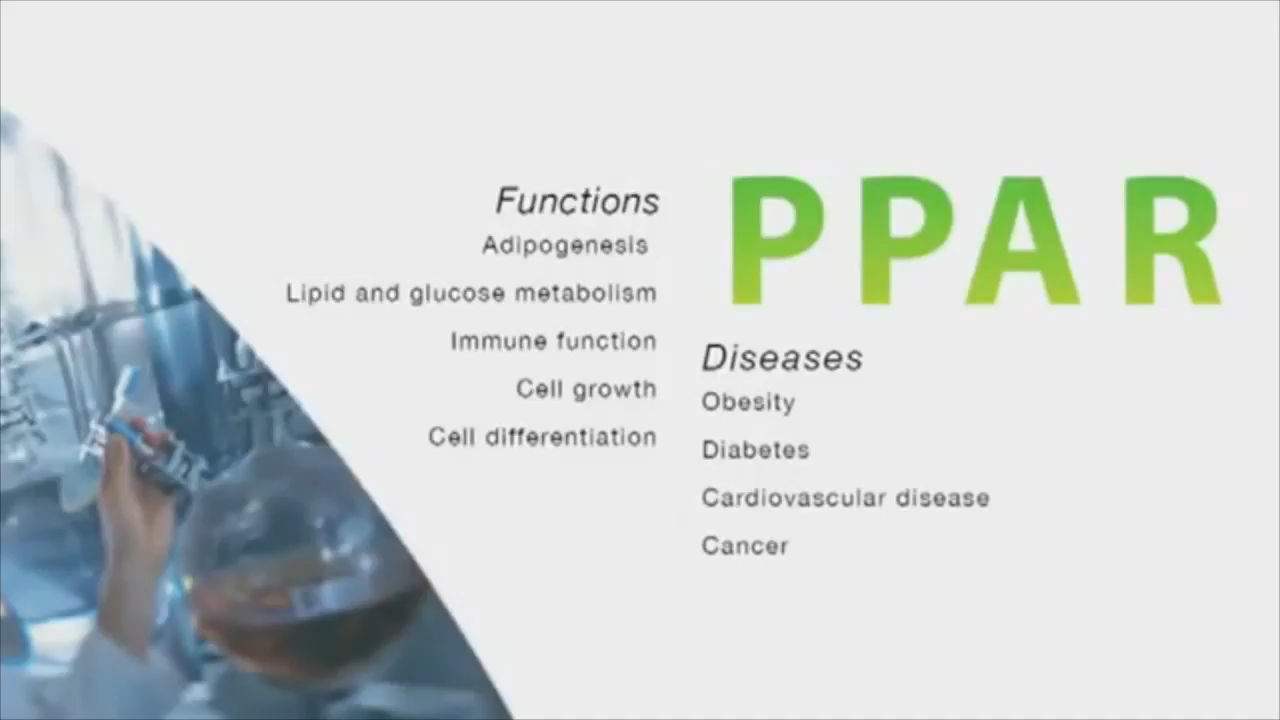 PPAR
Functions
Adipogenesis
Lipid and glucose metabolism
Immune function
Cell growth
Cell differentiation
Diseases
Obesity
Diabetes
Cardiovascular disease
Cancer